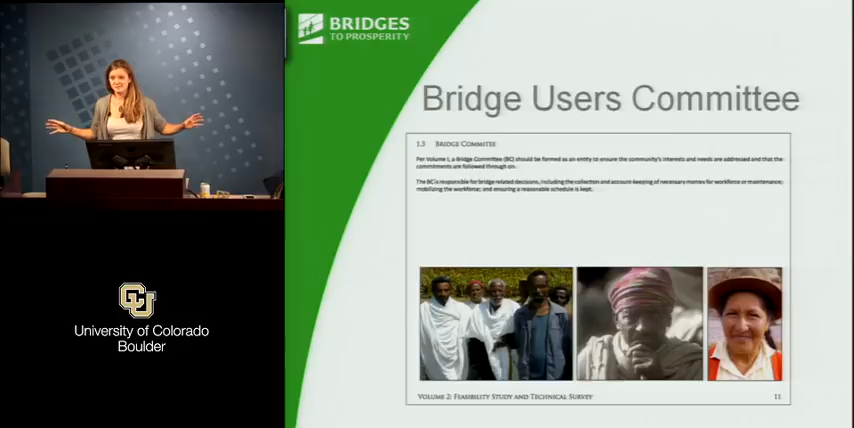 BRIDGES
TO PROSPERITY
Bridge Users Committee
1.3 BRIDGE COMMITEE
Per Volume I, a Bridge Committee (BC) should be formed as an entity to ensure the community's interests and needs are addressed and that the
commitments are followed through on.
The BC is responsible for bridge related decisions, including the collection and account-keeping of necessary money for workforce or maintenance;
mobilizing the workforce; and ensuring a reasonable schedule is kept.
VOLUME 2: FEASIBILITY STUDY AND TECHNICAL SURVEY
11
CU
University of Colorado
Boulder